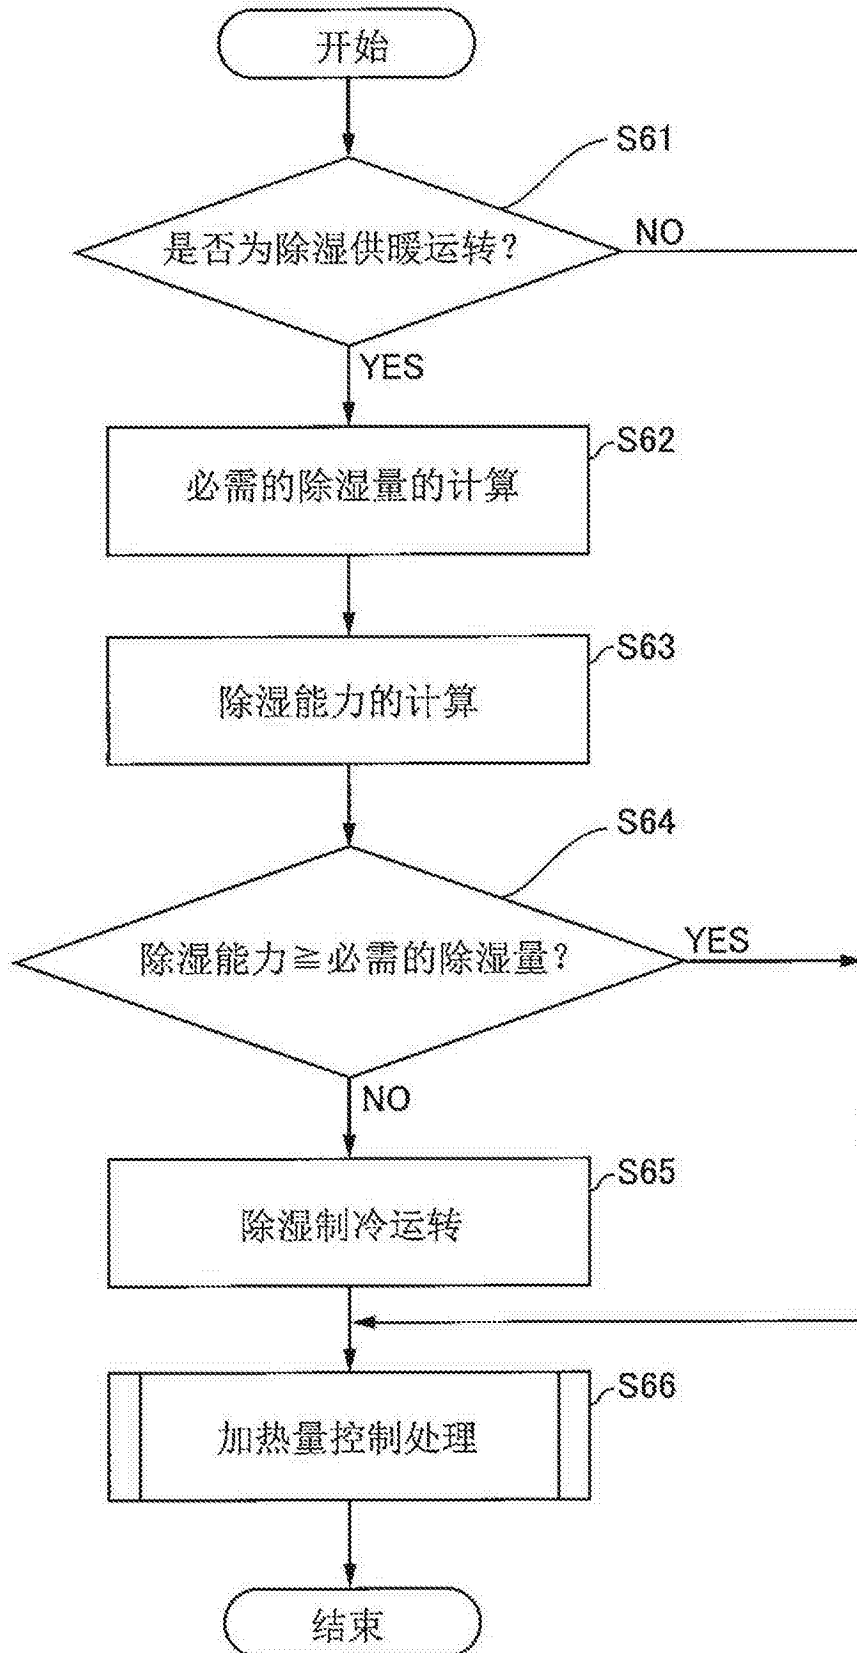 开始
S61
是否为除湿供暖运转?
NO
YES
S62
必需的除湿量的计算
S63
除湿能力的计算
S64
除湿能力≧必需的除湿量?
YES
NO
S65
除湿制冷运转
S66
加热量控制处理
结束